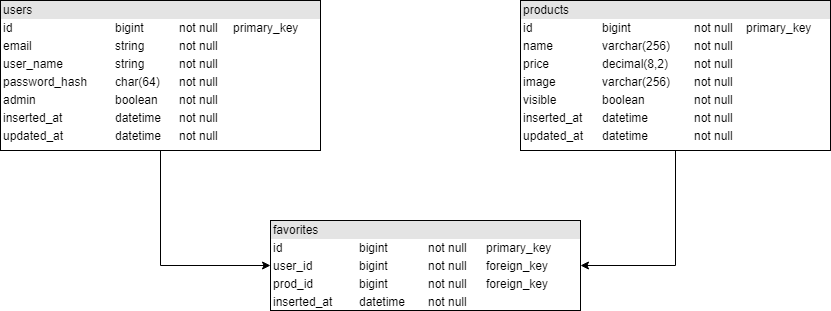 users
id bigint not null primary_key
email string not null
user_name string not null
password_hash char(64) not null
admin boolean not null
inserted_at datetime not null
updated_at datetime not null
products
id bigint not null primary_key
name varchar(256) not null
price decimal(8,2) not null
image varchar(256) not null
visible boolean not null
inserted_at datetime not null
updated_at datetime not null
favorites
id bigint not null primary_key
user_id bigint not null foreign_key
prod_id bigint not null foreign_key
inserted_at datetime not null